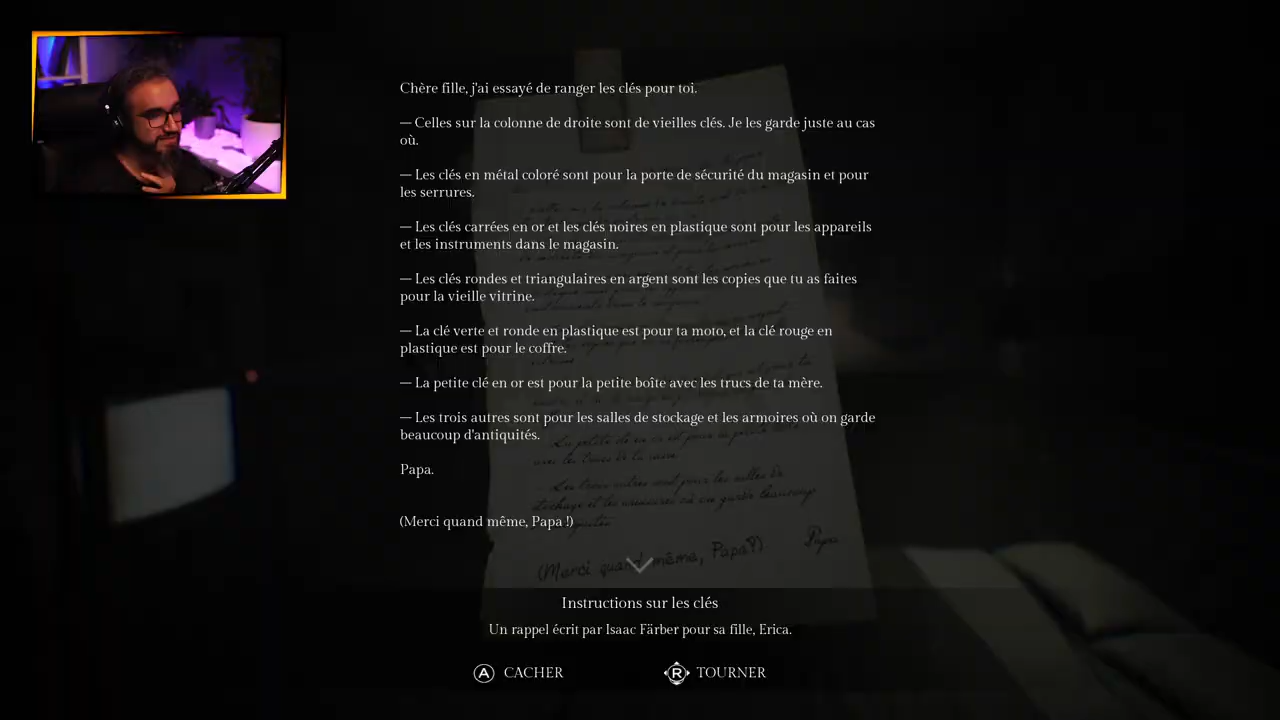 Chère fille, j'ai essayé de ranger les clés pour toi.
— Celles sur la colonne de droite sont de vieilles clés. Je les garde juste au cas
où.
— Les clés en métal coloré sont pour la porte de sécurité du magasin et pour
les serrures.
— Les clés carrées en or et les clés noires en plastique sont pour les appareils
et les instruments dans le magasin.
— Les clés rondes et triangulaires en argent sont les copies que tu as faites
pour la vieille vitrine.
— La clé verte et ronde en plastique est pour ta moto, et la clé rouge en
plastique est pour le coffre.
— La petite clé en or est pour la petite boîte avec les trucs de ta mère.
— Les trois autres sont pour les salles de stockage et les armoires où on garde
beaucoup d'antiquités.
Papa.
(Merci quand même, Papa !)
Papa
(Merci quand même, Papa!)
Instructions sur les clés
Un rappel écrit par Isaac Färber pour sa fille, Erica.
A CACHER
R TOURNER